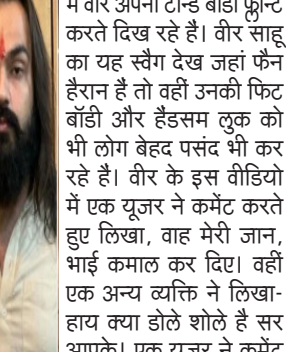 में वीर अपनी टोन्ड बॉडी फ्लॉन्ट
करते दिख रहे हैं। वीर साहू
का यह स्वैग देख जहां फैन
हैरान हैं तो वहीं उनकी फिट
बॉडी और हैंडसम लुक को
भी लोग बेहद पसंद भी कर
रहे हैं। वीर के इस वीडियो
में एक यूजर ने कमेंट करते
हुए लिखा, वाह मेरी जान,
भाई कमाल कर दिए। वहीं
एक अन्य व्यक्ति ने लिखा-
हाय क्या डोले शोले है सर
आपके। एक यूजर ने कमेंट